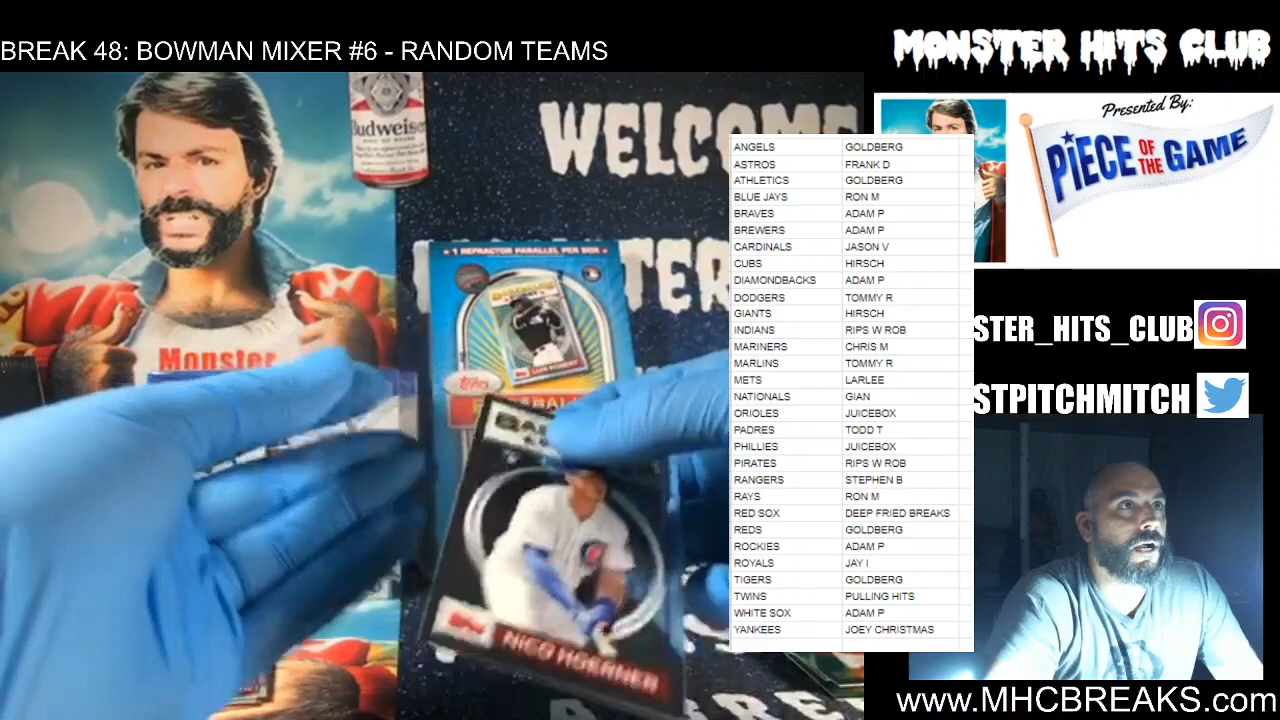 BREAK 48: BOWMAN MIXER #6 - RANDOM TEAMS
MONSTER HITS CLUB
Presented By:
PIECE OF THE GAME
Budweiser
WELCOME
★ 1 REFRACTOR PARALLEL PER BOX ★
LUIS ROBERT
Topps
Monster
NICO HOERNER
ANGELS GOLDBERG
ASTROS FRANK D
ATHLETICS GOLDBERG
BLUE JAYS RON M
BRAVES ADAM P
BREWERS ADAM P
CARDINALS JASON V
CUBS HIRSCH
DIAMONDBACKS ADAM P
DODGERS TOMMY R
GIANTS HIRSCH
INDIANS RIPS W ROB
MARINERS CHRIS M
MARLINS TOMMY R
METS LARLEE
NATIONALS GIAN
ORIOLES JUICEBOX
PADRES TODD T
PHILLIES JUICEBOX
PIRATES RIPS W ROB
RANGERS STEPHEN B
RAYS RON M
RED SOX DEEP FRIED BREAKS
REDS GOLDBERG
ROCKIES ADAM P
ROYALS JAY I
TIGERS GOLDBERG
TWINS PULLING HITS
WHITE SOX ADAM P
YANKEES JOEY CHRISTMAS
STER_HITS_CLUB
STPITCHMITCH
www.MHCBREAKS.com